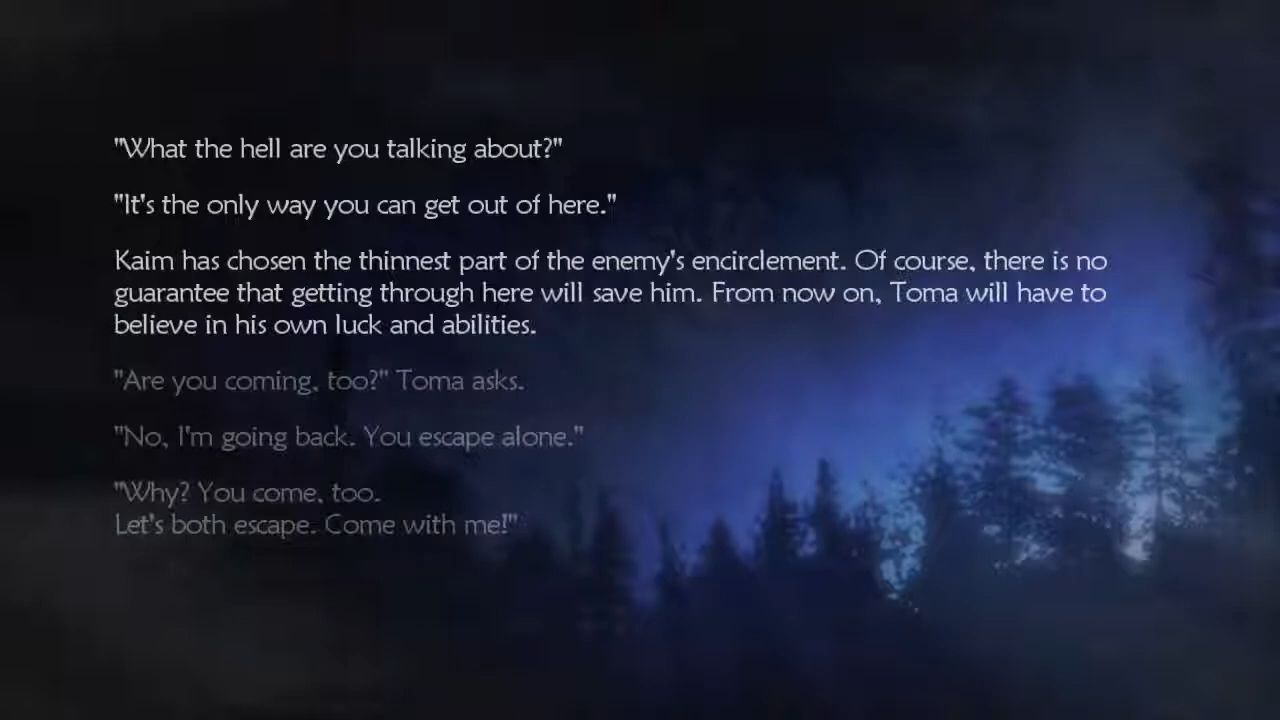 "What the hell are you talking about?"
"It's the only way you can get out of here."
Kaim has chosen the thinnest part of the enemy's encirclement. Of course, there is no
guarantee that getting through here will save him. From now on, Toma will have to
believe in his own luck and abilities.
"Are you coming, too?" Toma asks.
"No, I'm going back. You escape alone."
"Why? You come, too.
Let's both escape. Come with me!"